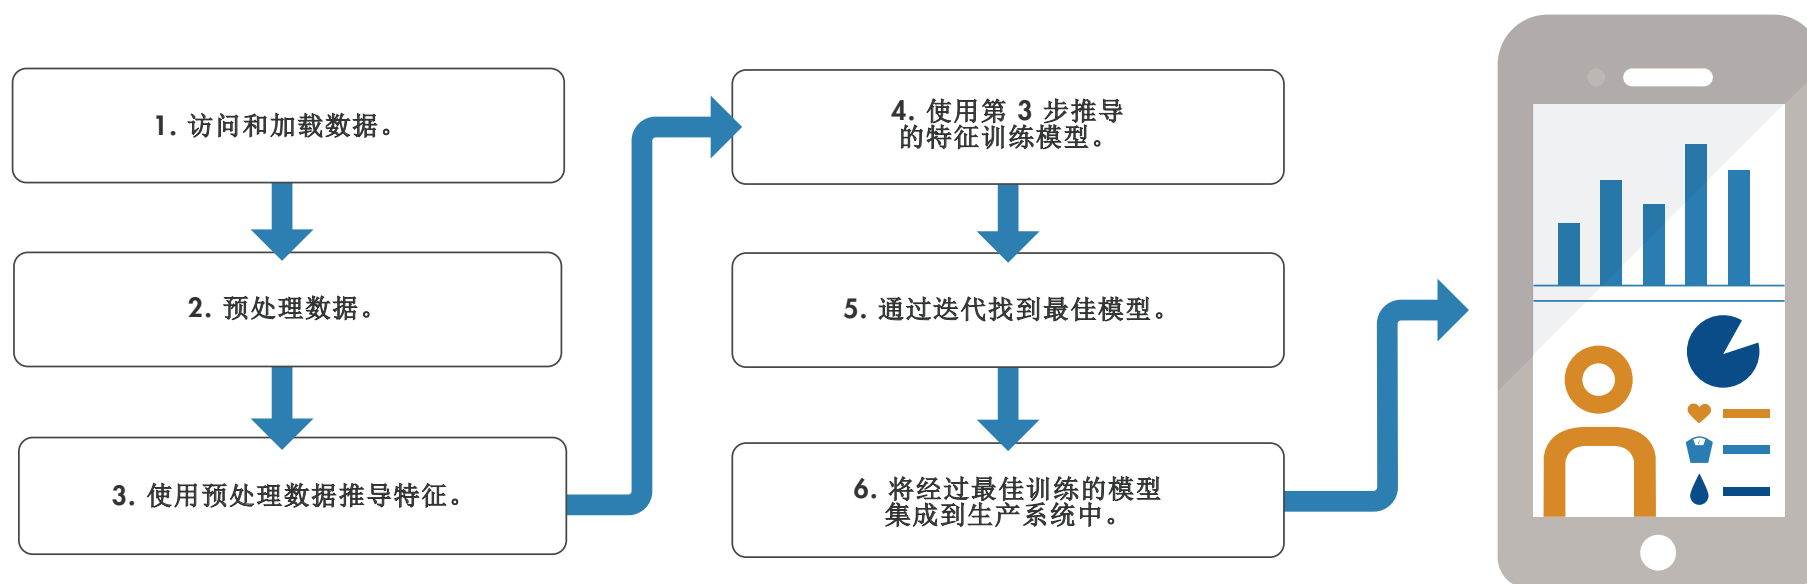 1. 访问和加载数据。
2. 预处理数据。
3. 使用预处理数据推导特征。
4. 使用第 3 步推导
的特征训练模型。
5. 通过迭代找到最佳模型。
6. 将经过最佳训练的模型
集成到生产系统中。